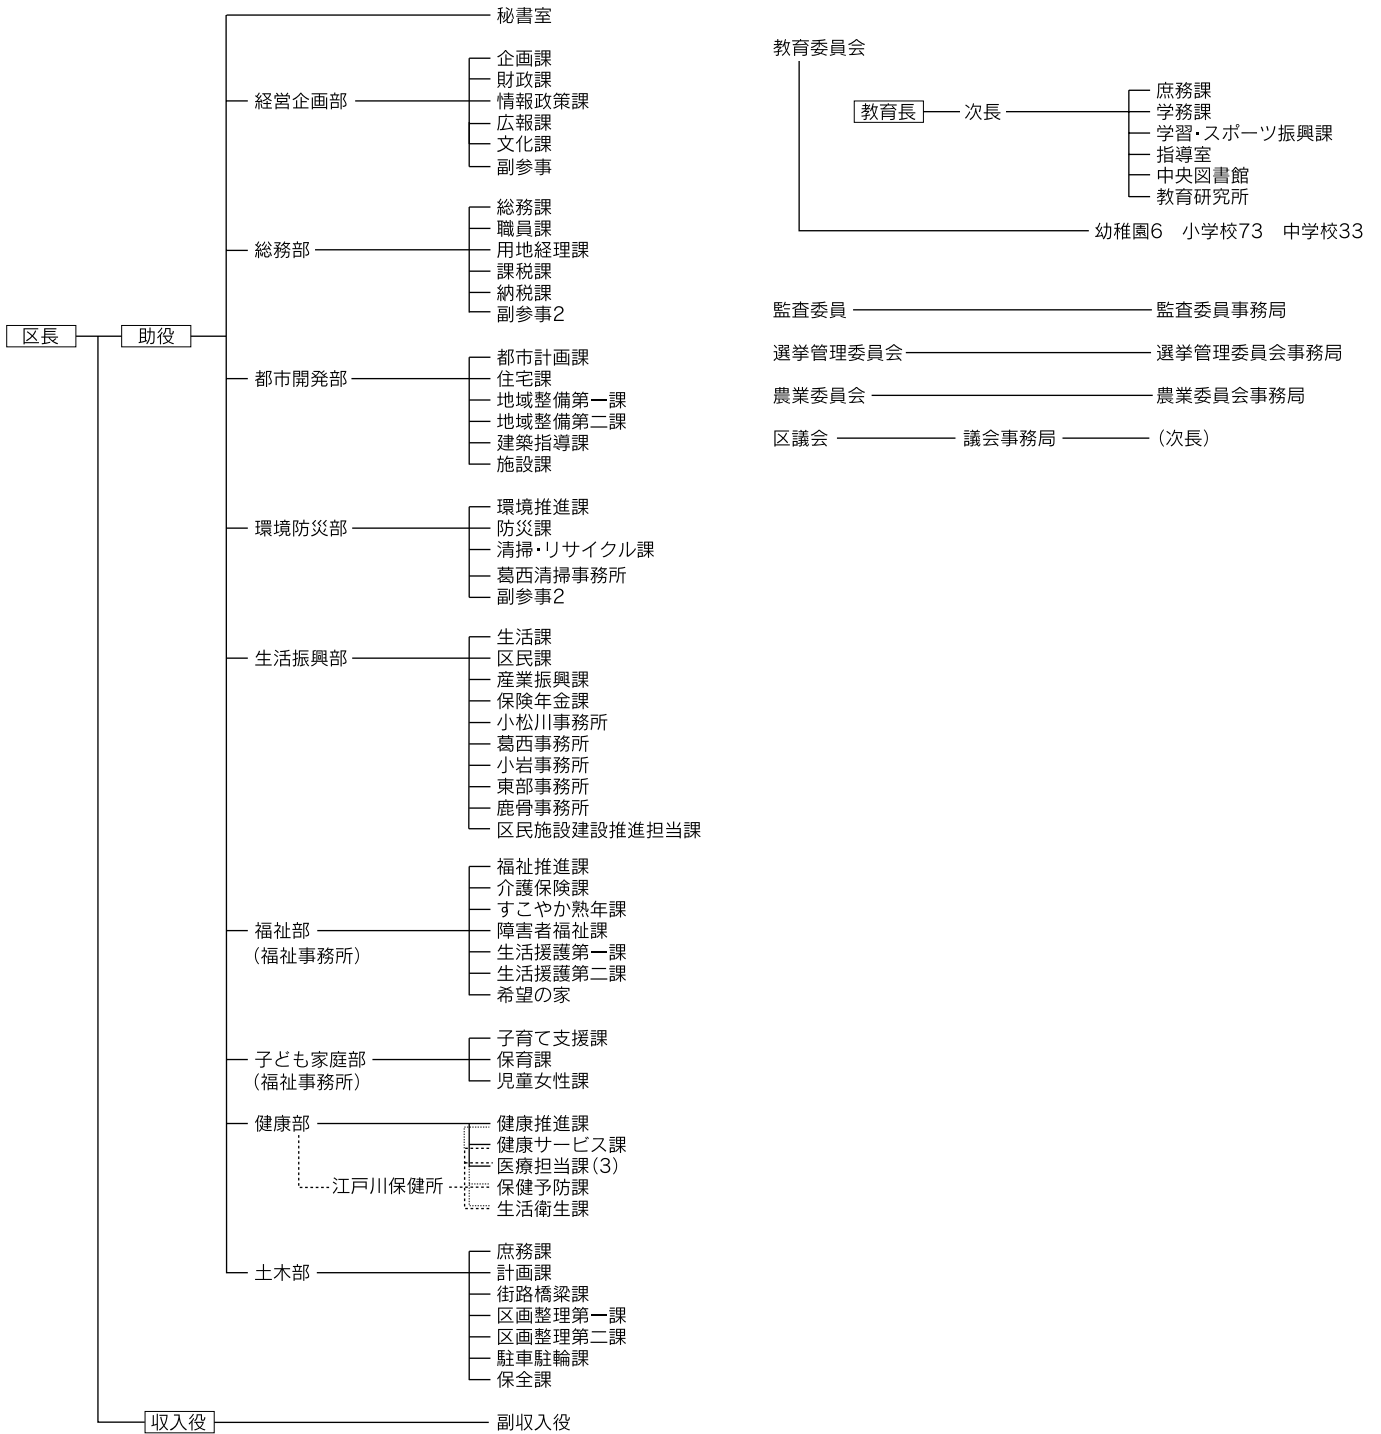 秘書室
経営企画部
企画課
財政課
情報政策課
広報課
文化課
副参事
総務部
総務課
職員課
用地経理課
課税課
納税課
副参事2
区長
助役
都市開発部
都市計画課
住宅課
地域整備第一課
地域整備第二課
建築指導課
施設課
環境防災部
環境推進課
防災課
清掃・リサイクル課
葛西清掃事務所
副参事2
生活振興部
生活課
区民課
産業振興課
保険年金課
小松川事務所
葛西事務所
小岩事務所
東部事務所
鹿骨事務所
区民施設建設推進担当課
福祉部
(福祉事務所)
福祉推進課
介護保険課
すこやか熟年課
障害者福祉課
生活援護第一課
生活援護第二課
希望の家
子ども家庭部
(福祉事務所)
子育て支援課
保育課
児童女性課
健康部
江戸川保健所
健康推進課
健康サービス課
医療担当課(3)
保健予防課
生活衛生課
土木部
庶務課
計画課
街路橋梁課
区画整理第一課
区画整理第二課
駐車駐輪課
保全課
収入役
副収入役
教育委員会
教育長
次長
庶務課
学務課
学習・スポーツ振興課
指導室
中央図書館
教育研究所
幼稚園6 小学校73 中学校33
監査委員
監査委員事務局
選挙管理委員会
選挙管理委員会事務局
農業委員会
農業委員会事務局
区議会
議会事務局
(次長)